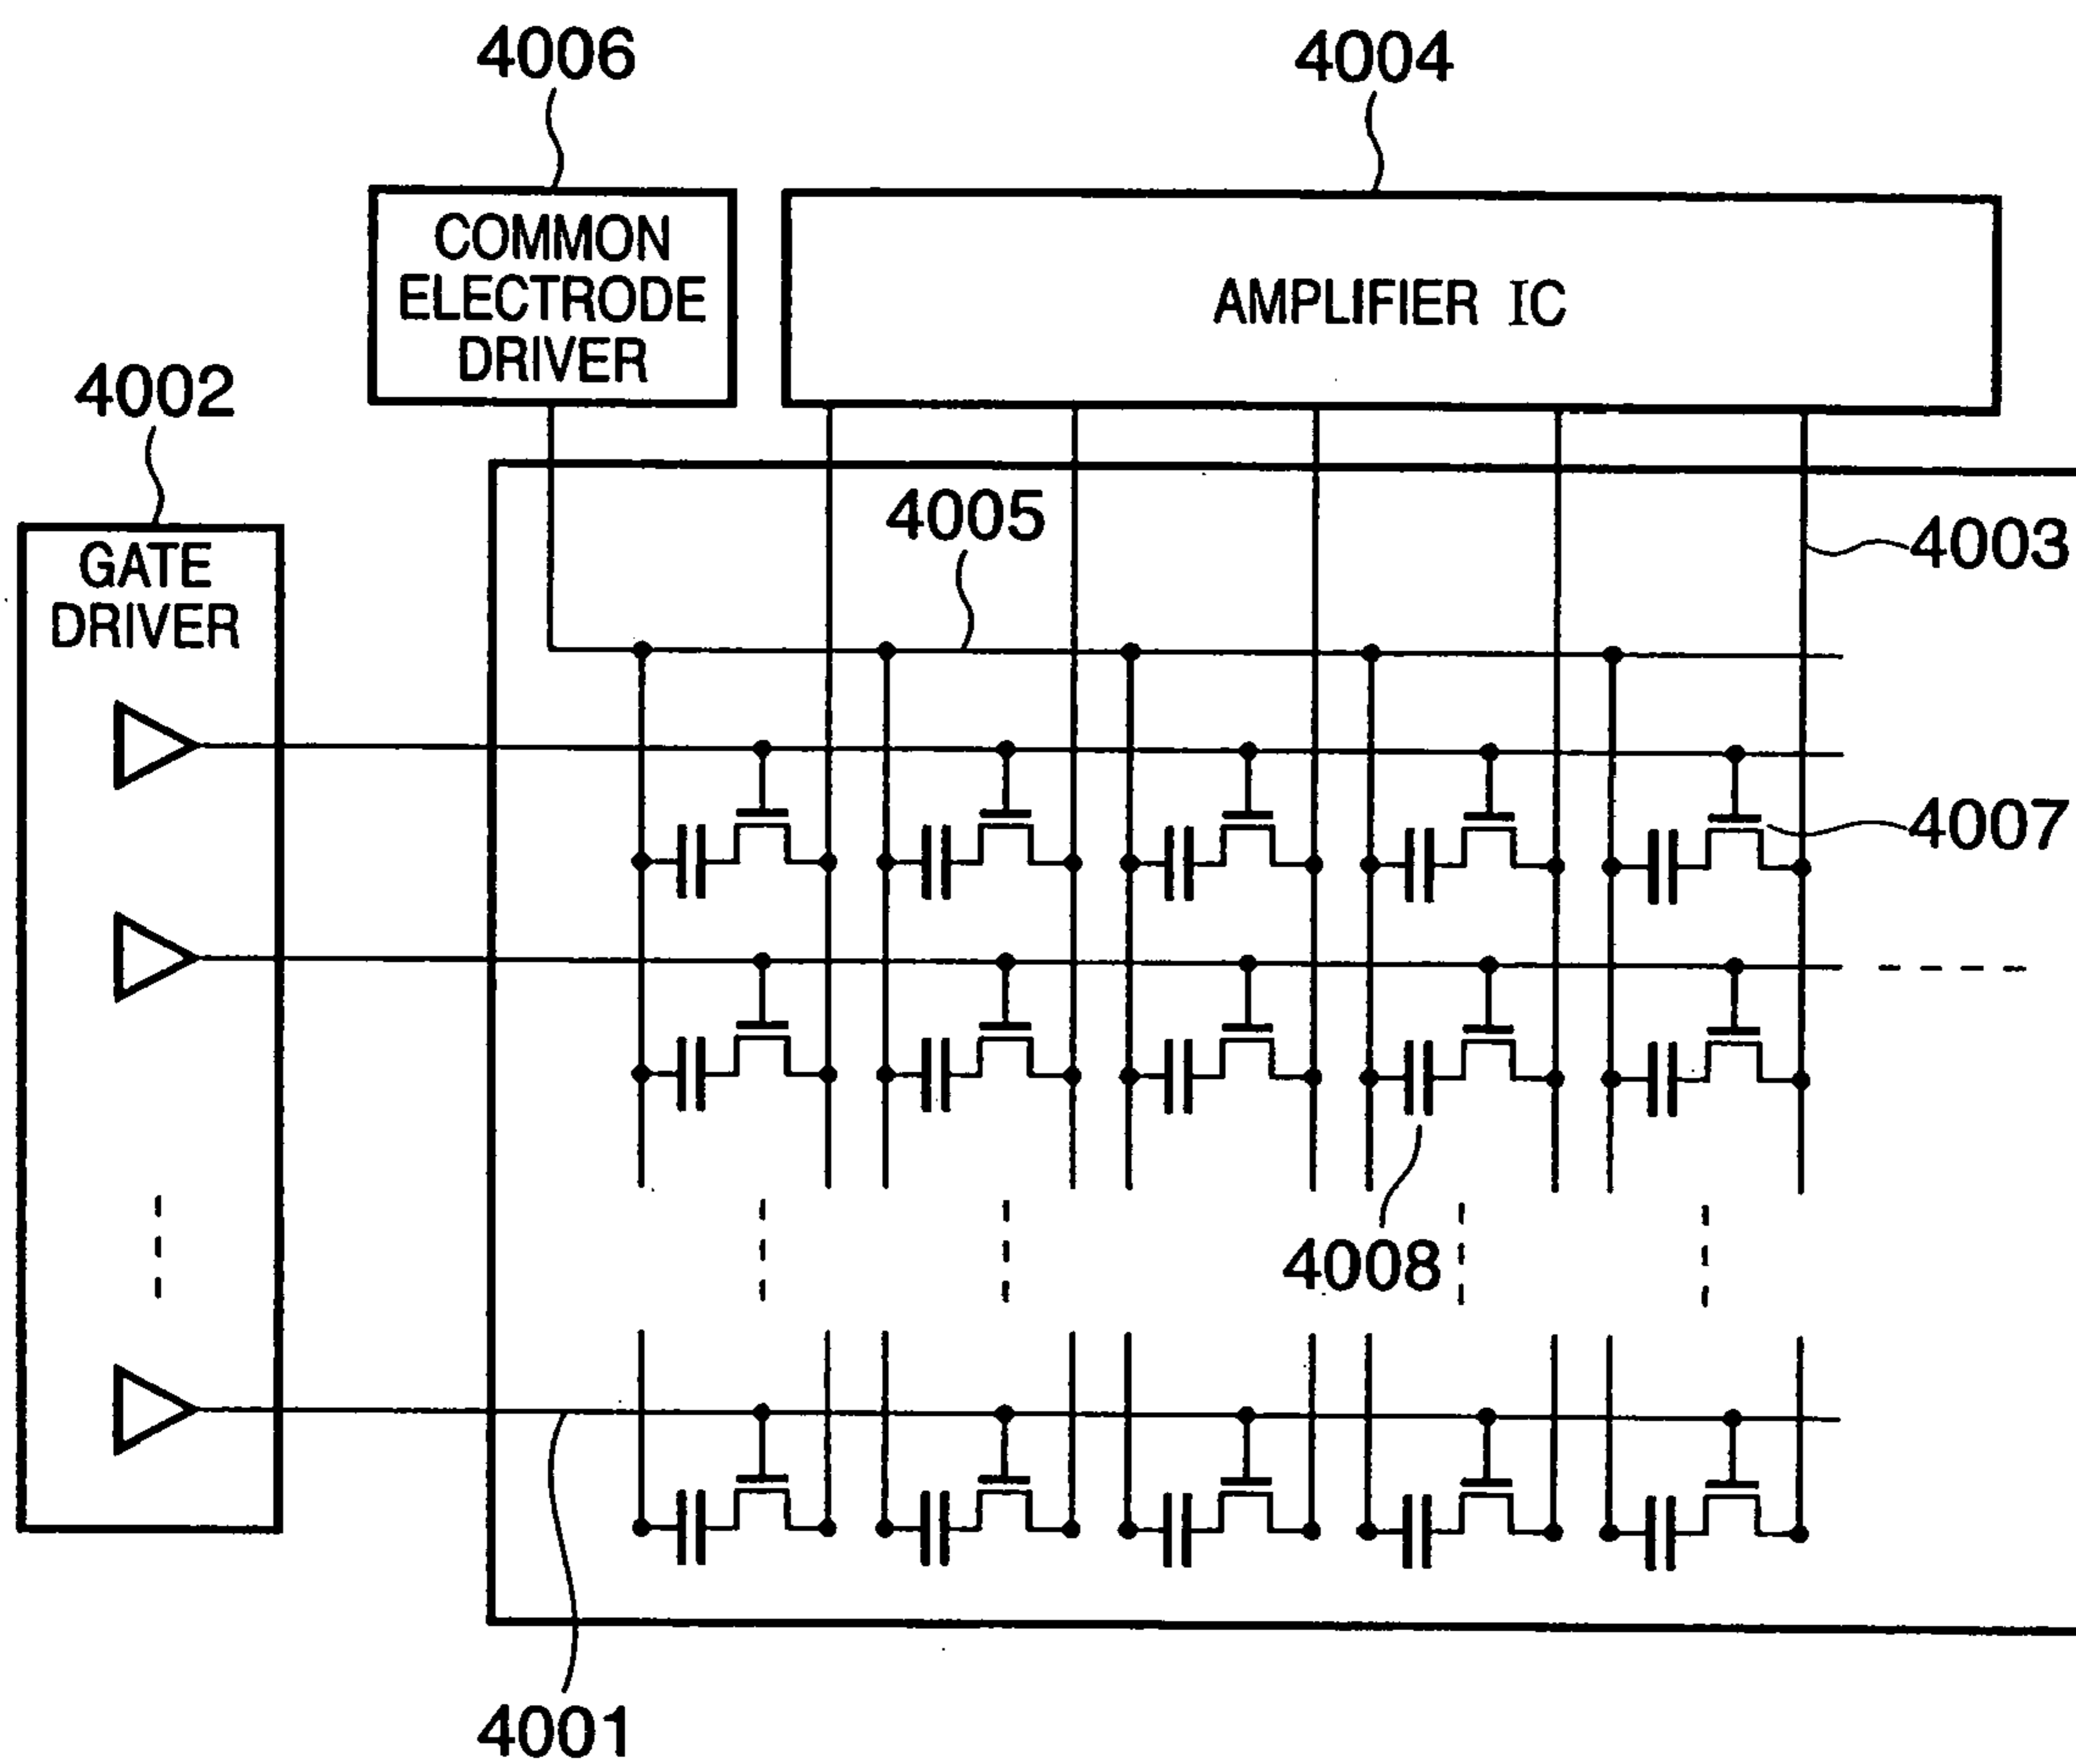 4006
4004
COMMON
ELECTRODE
DRIVER
AMPLIFIER IC
4002
4005
4003
GATE
DRIVER
4007
4008
4001